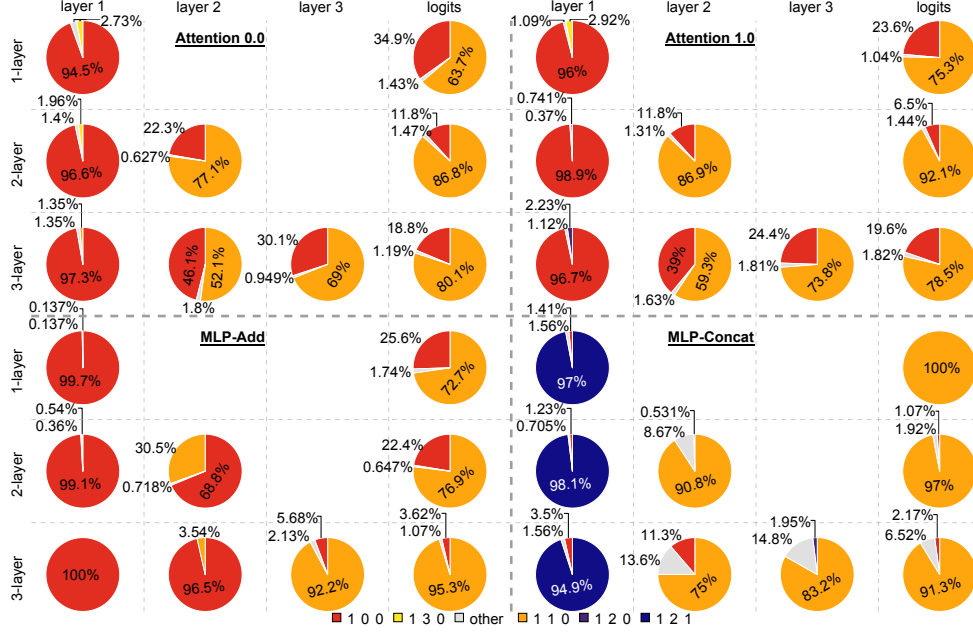 layer 1 layer 2 layer 3 logits layer 1 layer 2 layer 3 logits
Attention 0.0 Attention 1.0
1-layer
2.73% 94.5% 34.9% 1.43% 63.7% 1.09% 2.92% 96% 23.6% 1.04% 75.3%
2-layer
1.96% 1.4% 96.6% 22.3% 0.627% 77.1% 11.8% 1.47% 86.8% 0.741% 0.37% 98.9% 11.8% 1.31% 86.9% 6.5% 1.44% 92.1%
3-layer
1.35% 1.35% 97.3% 46.1% 52.1% 1.8% 30.1% 0.949% 69% 18.8% 1.19% 80.1% 2.23% 1.12% 96.7% 39% 59.3% 1.63% 24.4% 1.81% 73.8% 19.6% 1.82% 78.5%
MLP-Add MLP-Concat
1-layer
0.137% 0.137% 99.7% 25.6% 1.74% 72.7% 1.41% 1.56% 97% 100%
2-layer
0.54% 0.36% 99.1% 30.5% 0.718% 68.8% 22.4% 0.647% 76.9% 1.23% 0.705% 98.1% 0.531% 8.67% 90.8% 1.07% 1.92% 97%
3-layer
100% 3.54% 96.5% 5.68% 2.13% 92.2% 3.62% 1.07% 95.3% 3.5% 1.56% 94.9% 11.3% 13.6% 75% 1.95% 14.8% 83.2% 2.17% 6.52% 91.3%
1 0 0 1 3 0 other 1 1 0 1 2 0 1 2 1